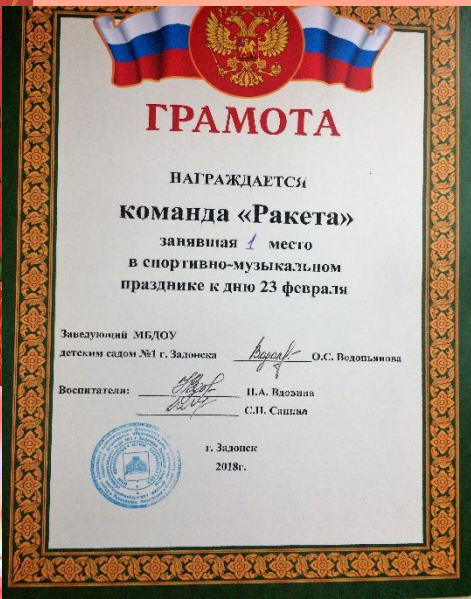 ГРАМОТА
НАГРАЖДАЕТСЯ
команда «Ракета»
занявшая 1 место
в спортивно-музыкальном
празднике к дню 23 февраля
Заведующий МБДОУ
детским садом №1 г. Задонска О.С. Водопьянова
Воспитатели: Н.А. Вдовина
С.Н.
г. Задонск
2018г.